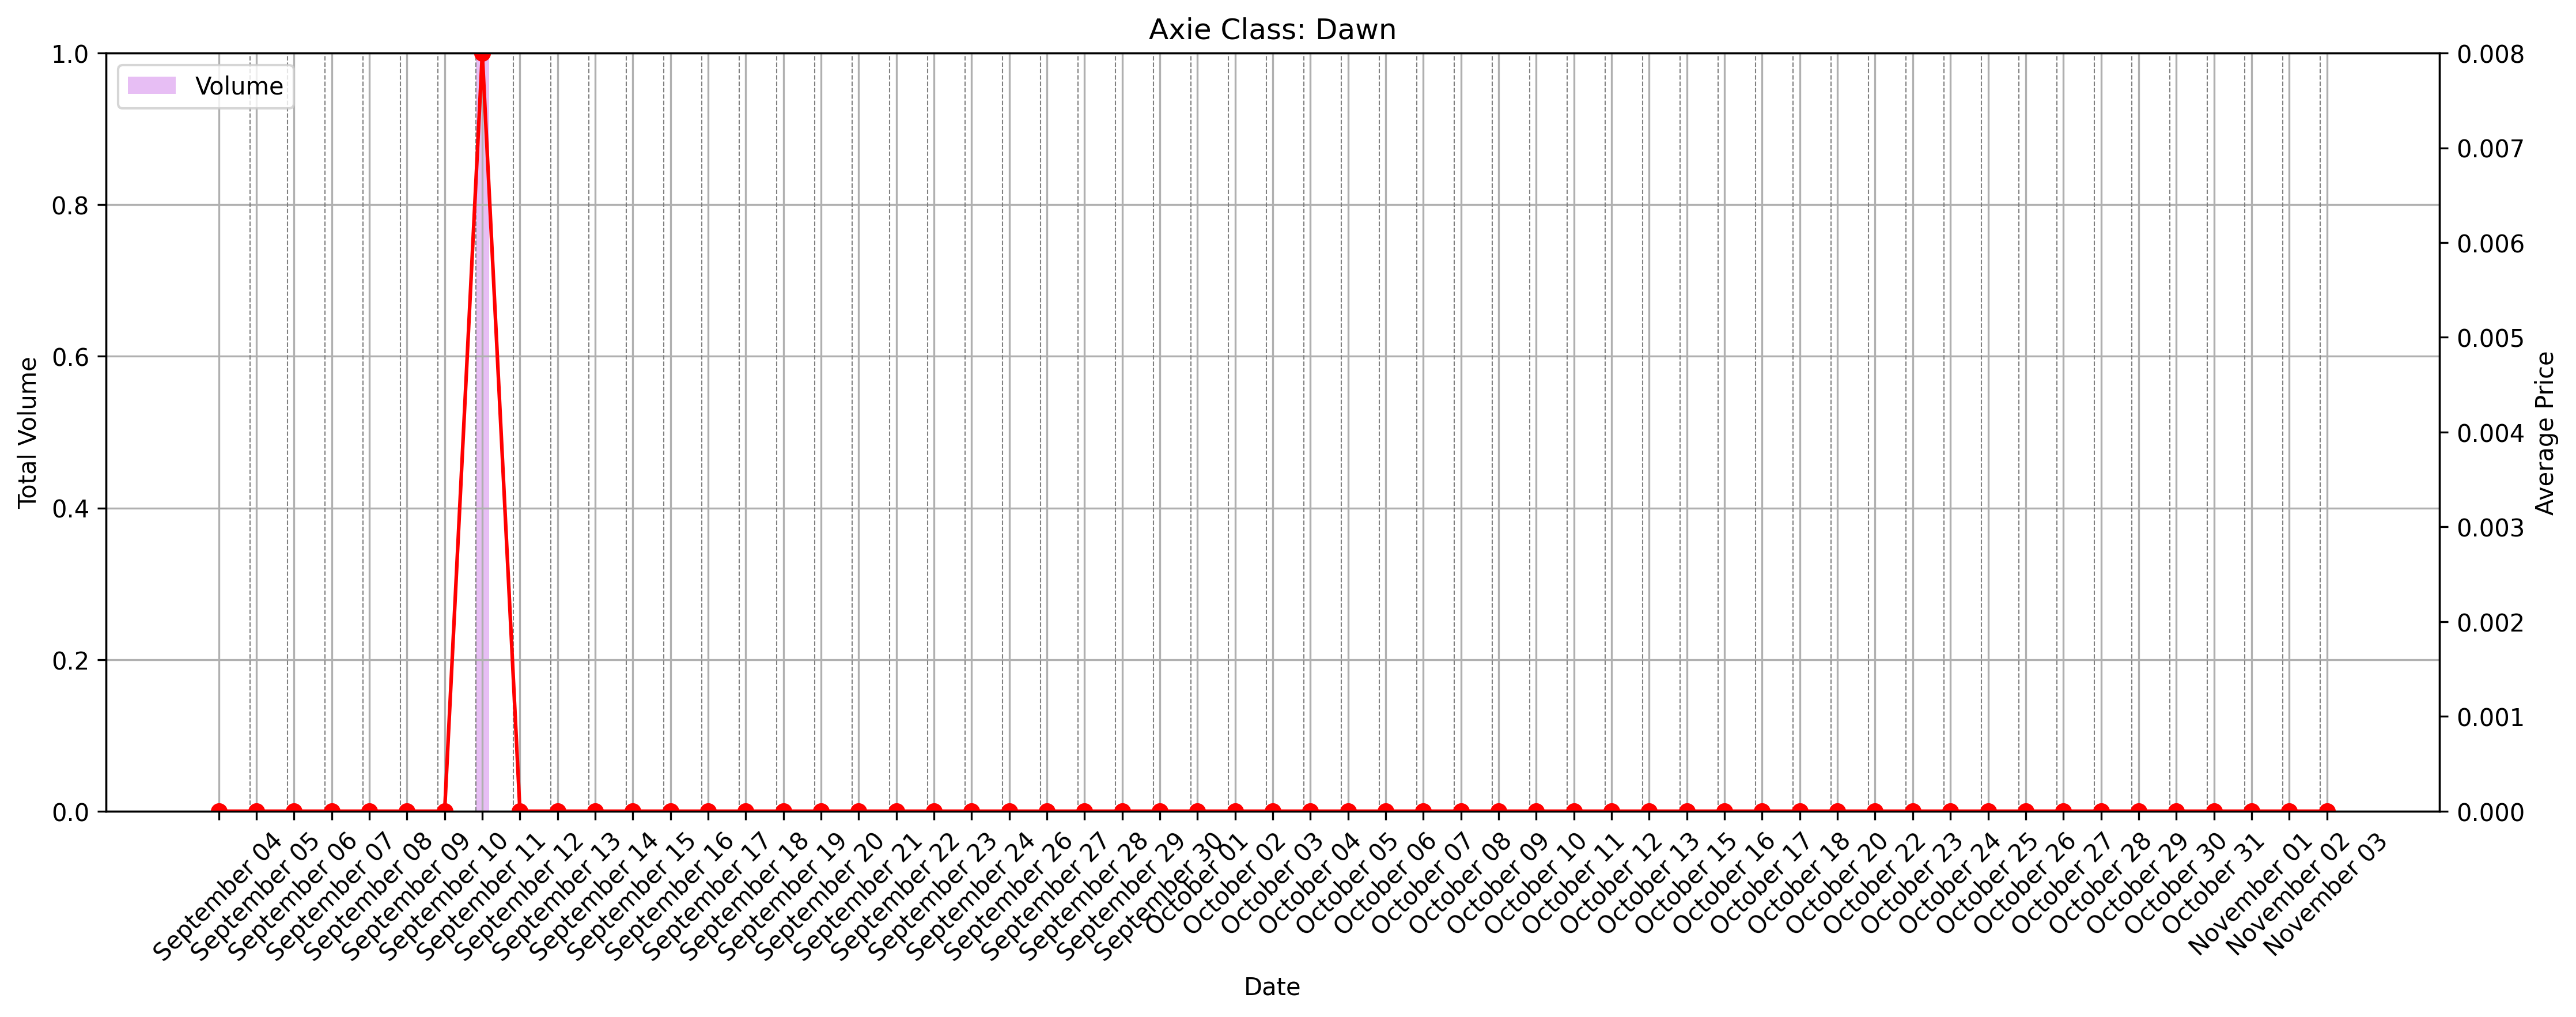 Axie Class: Dawn
Volume
1.0
0.8
0.6
0.4
0.2
0.0
Total Volume
0.008
0.007
0.006
0.005
0.004
0.003
0.002
0.001
0.000
Average Price
September 04
September 05
September 06
September 07
September 08
September 09
September 10
September 11
September 12
September 13
September 14
September 15
September 16
September 17
September 18
September 19
September 20
September 21
September 22
September 23
September 24
September 26
September 27
September 28
September 29
September 30
October 01
October 02
October 03
October 04
October 05
October 06
October 07
October 08
October 09
October 10
October 11
October 12
October 13
October 15
October 16
October 17
October 18
October 20
October 22
October 23
October 24
October 25
October 26
October 27
October 28
October 29
October 30
October 31
November 01
November 02
November 03
Date